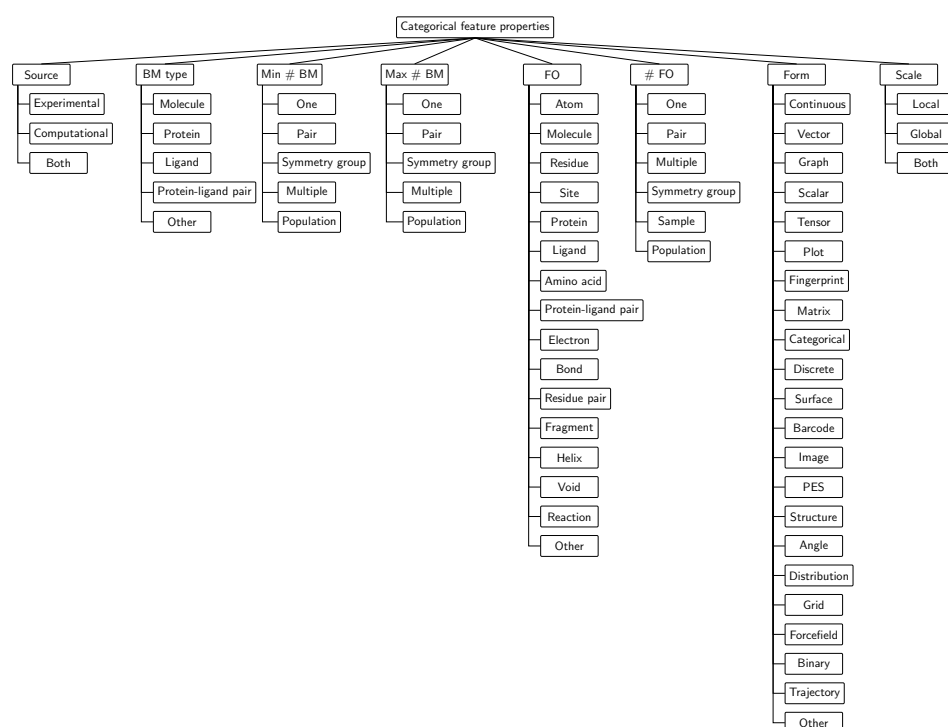 Categorical feature properties
Source
Experimental
Computational
Both
BM type
Molecule
Protein
Ligand
Protein-ligand pair
Other
Min # BM
One
Pair
Symmetry group
Multiple
Population
Max # BM
One
Pair
Symmetry group
Multiple
Population
FO
Atom
Molecule
Residue
Site
Protein
Ligand
Amino acid
Protein-ligand pair
Electron
Bond
Residue pair
Fragment
Helix
Void
Reaction
Other
# FO
One
Pair
Multiple
Symmetry group
Sample
Population
Form
Continuous
Vector
Graph
Scalar
Tensor
Plot
Fingerprint
Matrix
Categorical
Discrete
Surface
Barcode
Image
PES
Structure
Angle
Distribution
Grid
Forcefield
Binary
Trajectory
Other
Scale
Local
Global
Both